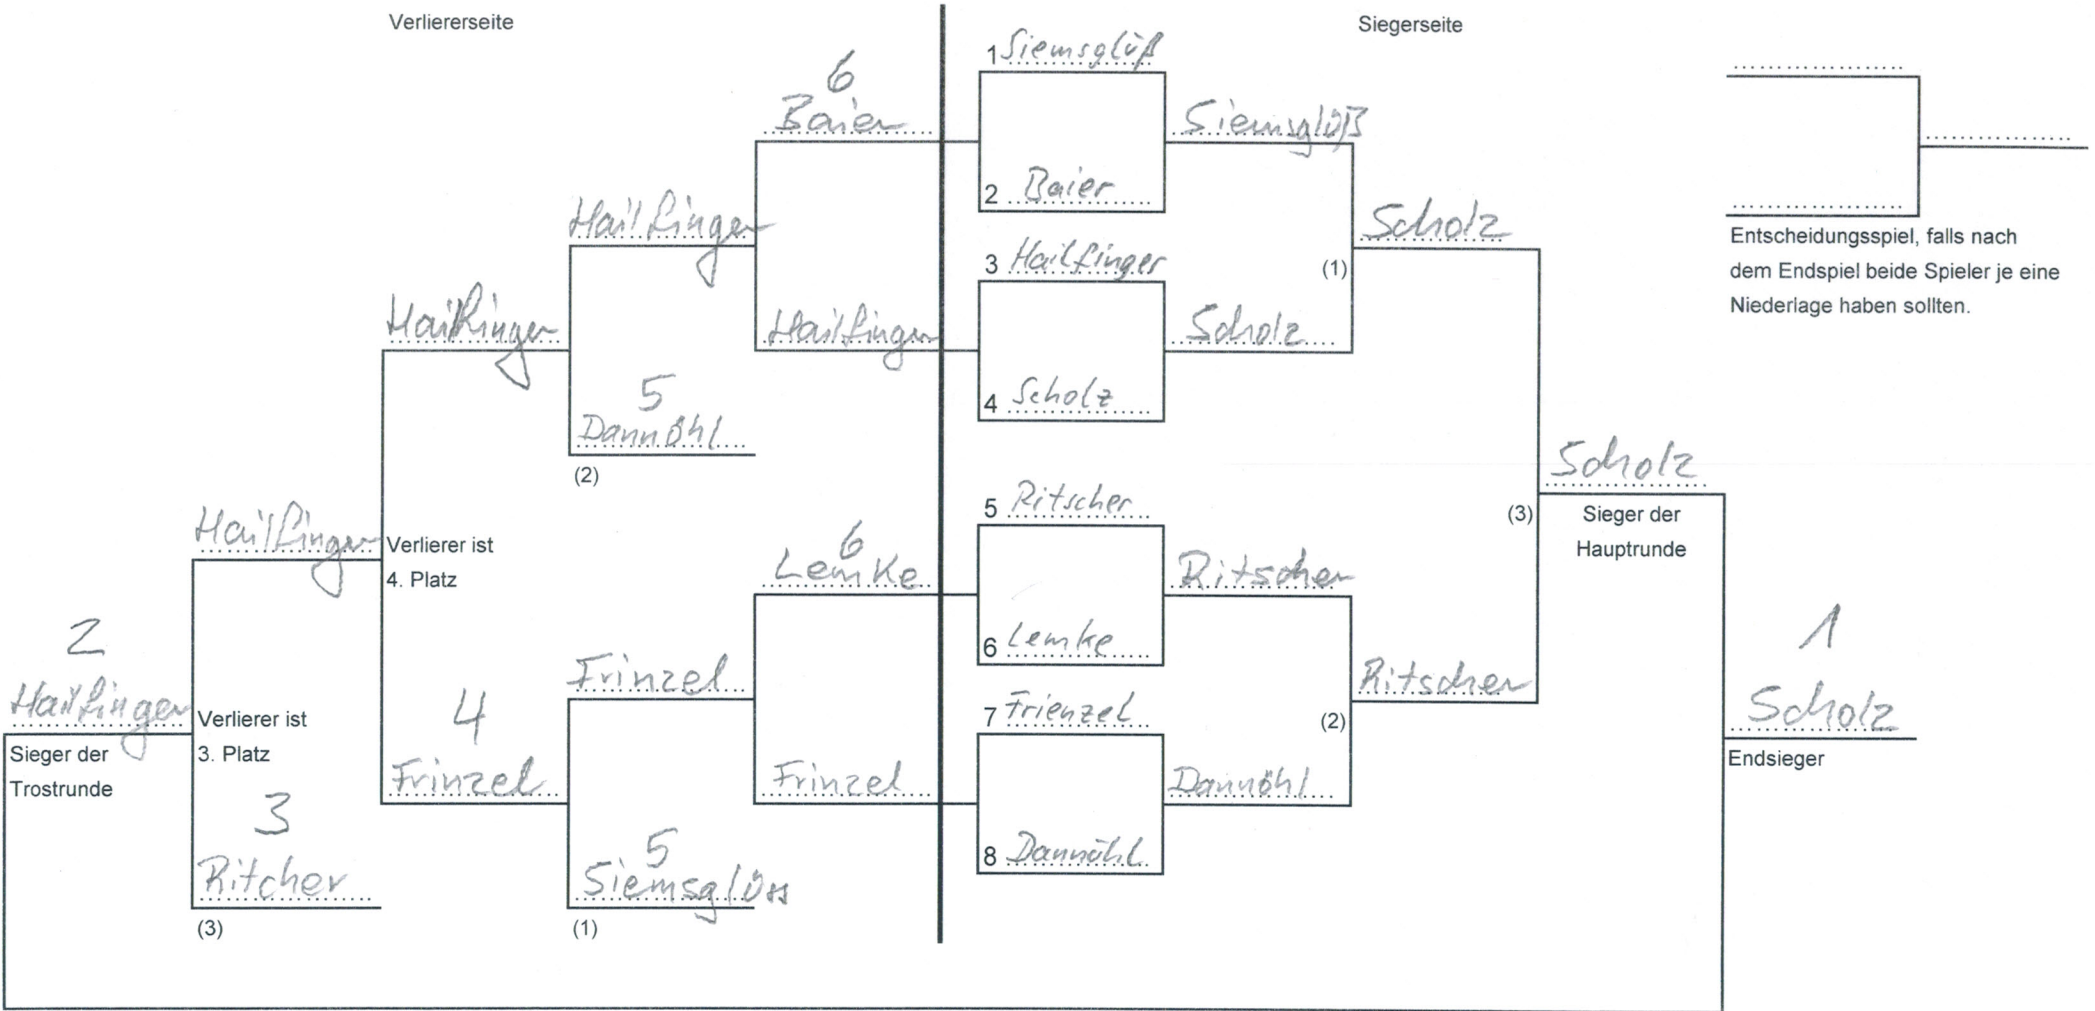 Verliererseite
Siegerseite
6
Baier
Hailfinger
Hailfinger
Hailfinger
5
Dannöhl
(2)
Hailfinger
Verlierer ist
4. Platz
6
Lemke
Frinzel
Frinzel
4
Frinzel
5
Siemsglüss
(1)
2
Hailfinger
Sieger der
Trostrunde
Verlierer ist
3. Platz
3
Ritcher
(3)
1 Siemsglüß
2 Baier
3 Hailfinger
4 Scholz
5 Ritscher
6 Lemke
7 Frienzel
8 Dannöhl
Siemsglüß
Scholz
(1)
Scholz
Ritscher
Dannöhl
(2)
Ritscher
(3)
Scholz
Sieger der
Hauptrunde
1
Scholz
Endsieger
Entscheidungsspiel, falls nach
dem Endspiel beide Spieler je eine
Niederlage haben sollten.